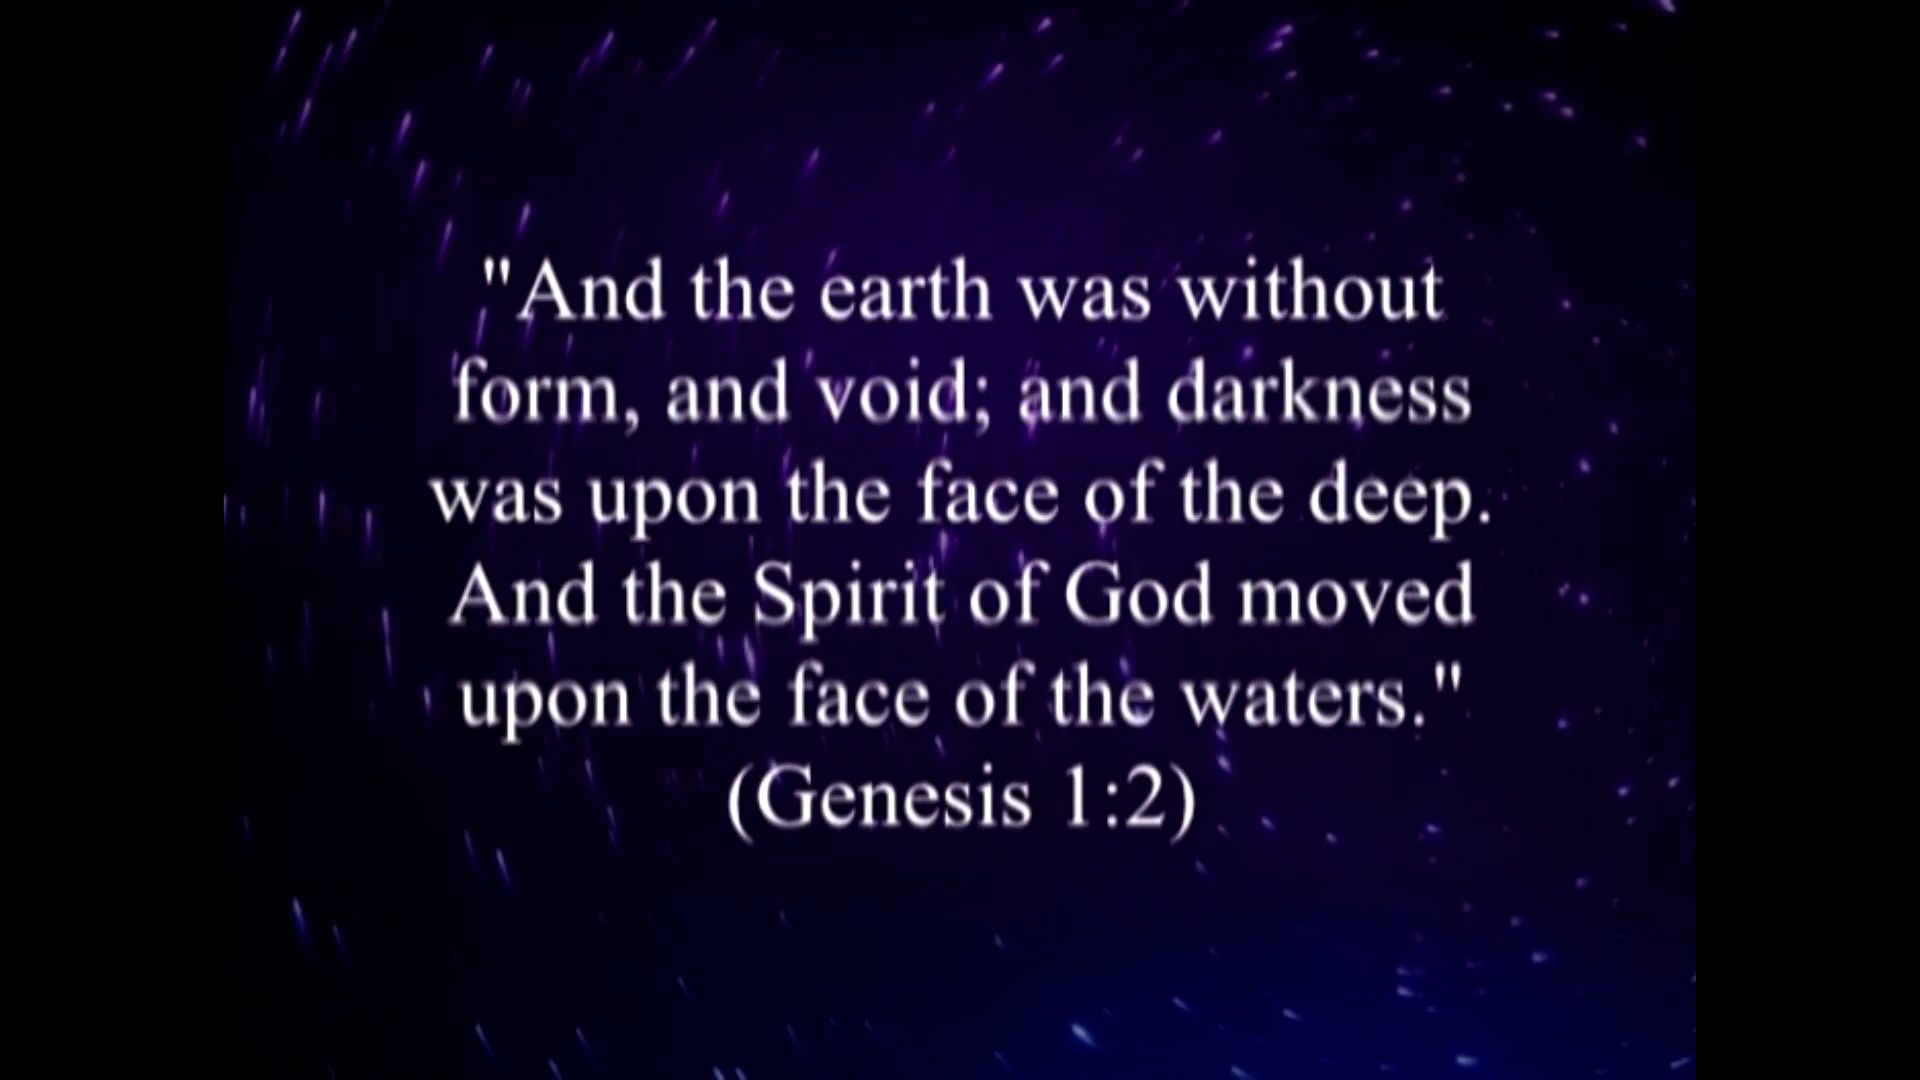 "And the earth was without
form, and void; and darkness
was upon the face of the deep.
And the Spirit of God moved
upon the face of the waters."
(Genesis 1:2)